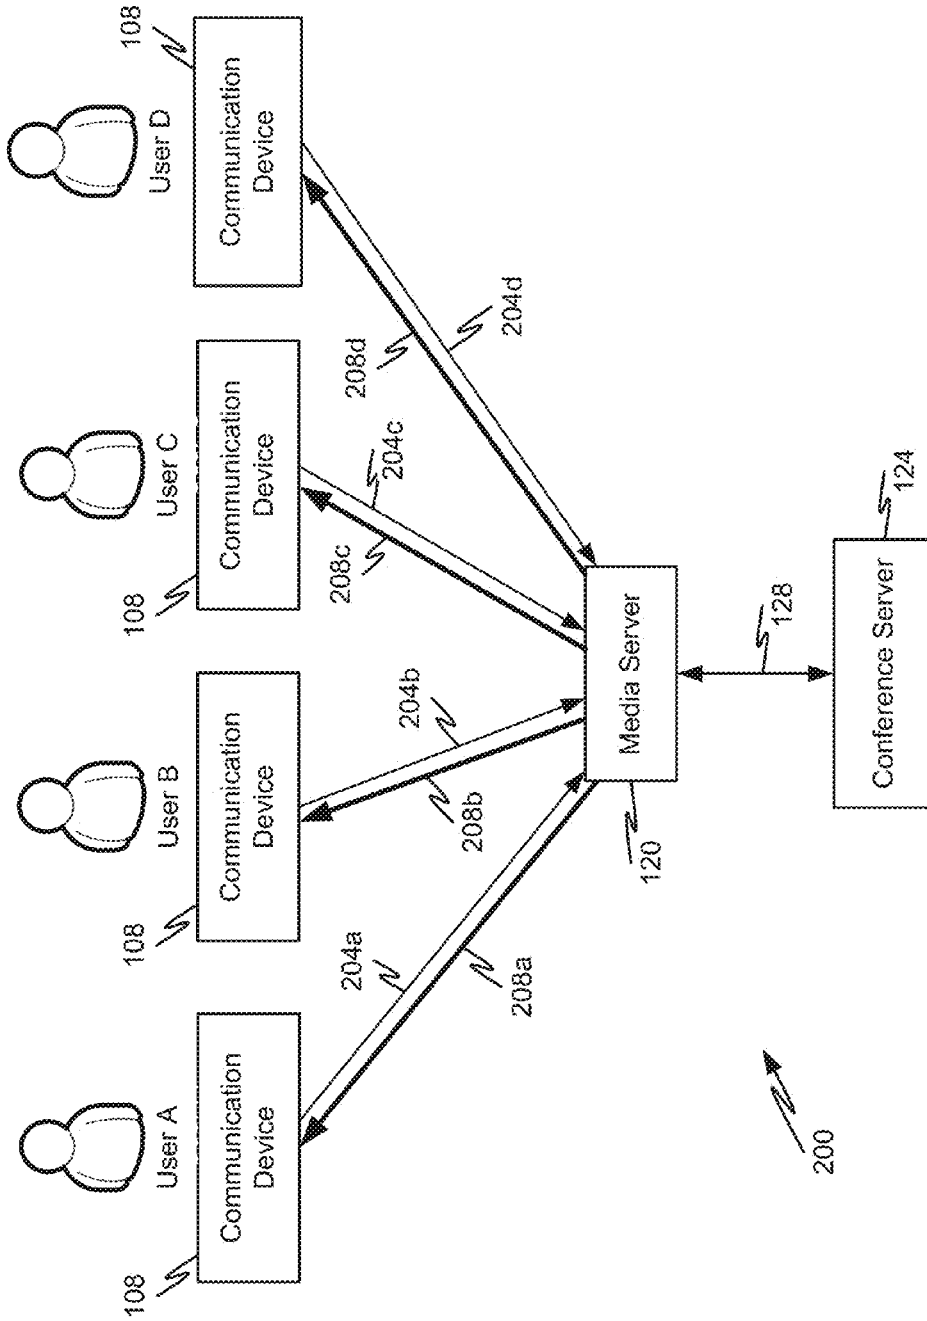 User A
User B
User C
User D
108
Communication
Device
108
Communication
Device
108
Communication
Device
108
Communication
Device
204a
208a
208b
204b
208c
204c
208d
204d
120
Media Server
128
124
Conference Server
200